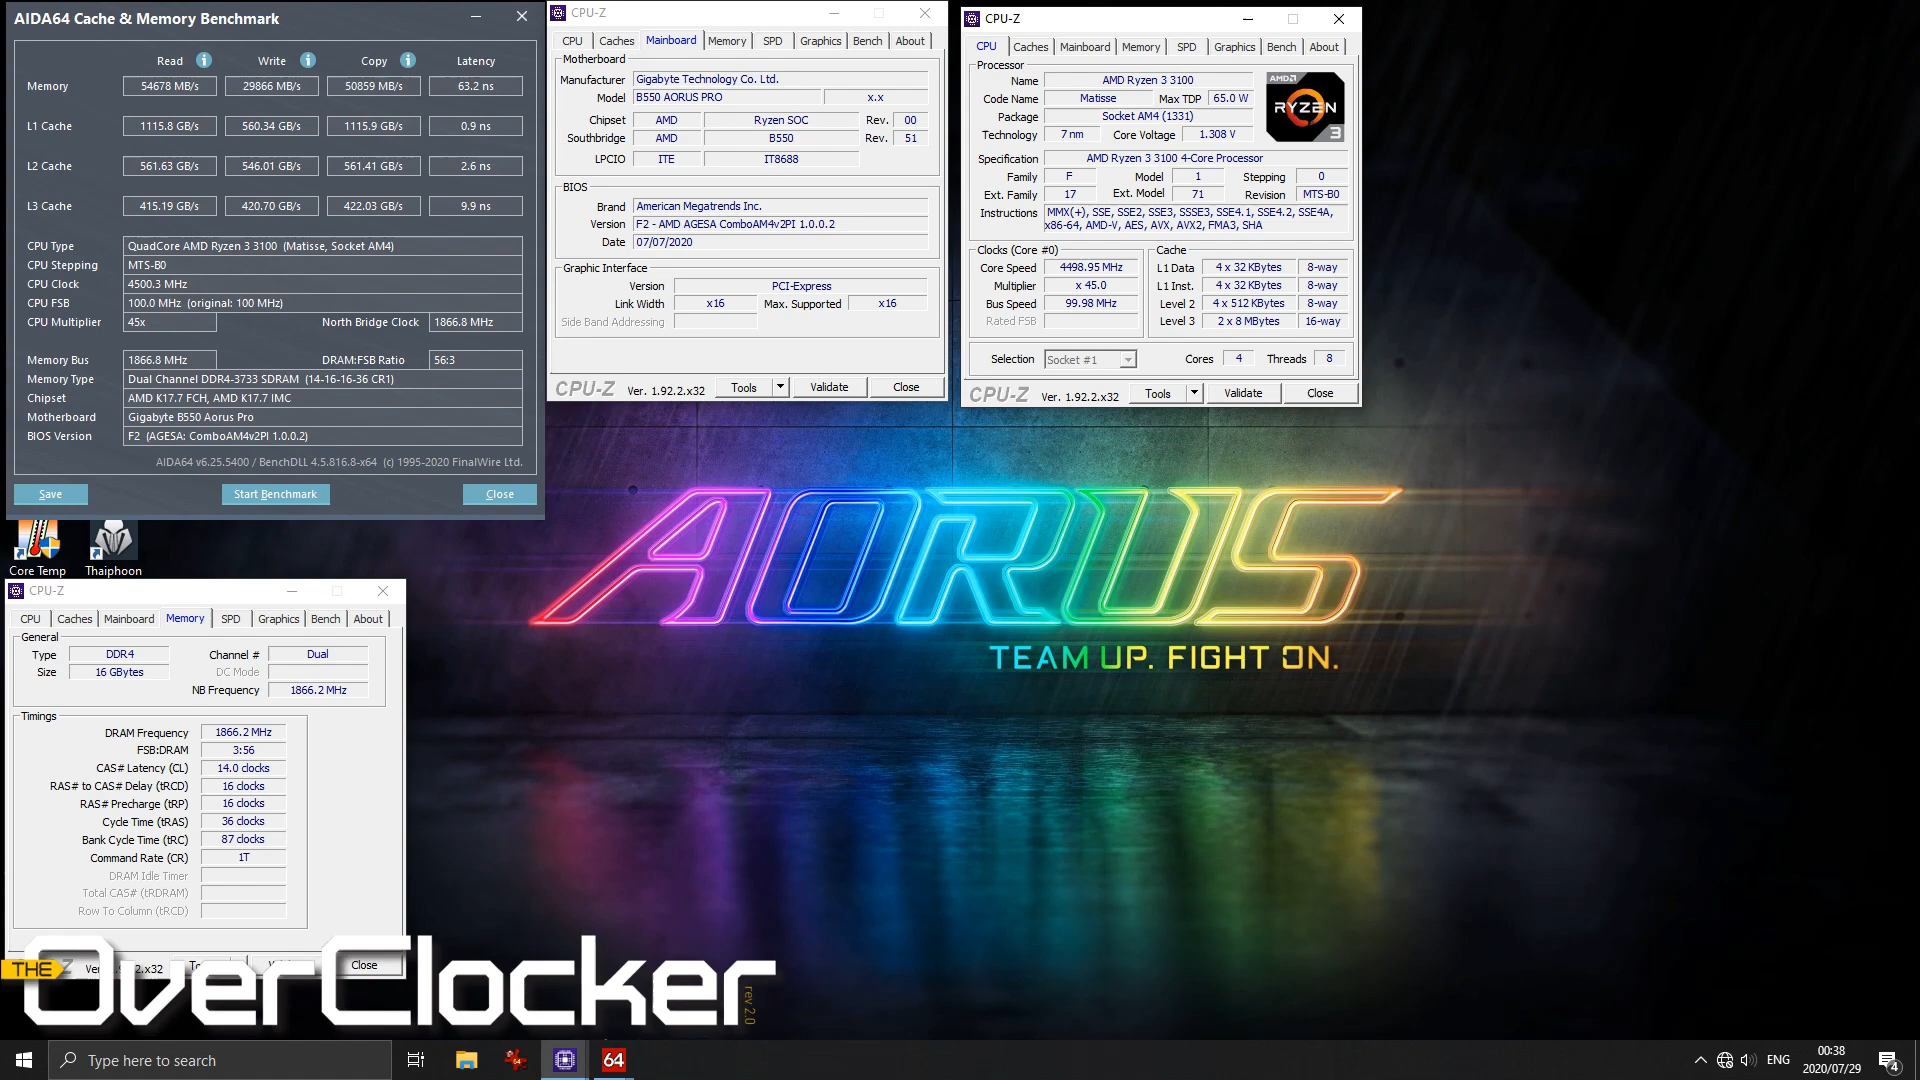 AIDA64 Cache & Memory Benchmark
Read Write Copy Latency
Memory 54678 MB/s 29866 MB/s 50859 MB/s 63.2 ns
L1 Cache 1115.8 GB/s 560.34 GB/s 1115.9 GB/s 0.9 ns
L2 Cache 561.63 GB/s 546.01 GB/s 561.41 GB/s 2.6 ns
L3 Cache 415.19 GB/s 420.70 GB/s 422.03 GB/s 9.9 ns
CPU Type QuadCore AMD Ryzen 3 3100 (Matisse, Socket AM4)
CPU Stepping MTS-B0
CPU Clock 4500.3 MHz
CPU FSB 100.0 MHz (original: 100 MHz)
CPU Multiplier 45x North Bridge Clock 1866.8 MHz
Memory Bus 1866.8 MHz DRAM:FSB Ratio 56:3
Memory Type Dual Channel DDR4-3733 SDRAM (14-16-16-36 CR1)
Chipset AMD K17.7 FCH, AMD K17.7 IMC
Motherboard Gigabyte B550 Aorus Pro
BIOS Version F2 (AGESA: ComboAM4v2PI 1.0.0.2)
AIDA64 v6.25.5400 / BenchDLL 4.5.816.8-x64 (c) 1995-2020 FinalWire Ltd.
Save Start Benchmark Close
CPU-Z
CPU Caches Mainboard Memory SPD Graphics Bench About
Motherboard
Manufacturer Gigabyte Technology Co. Ltd.
Model B550 AORUS PRO x.x
Chipset AMD Ryzen SOC Rev. 00
Southbridge AMD B550 Rev. 51
LPCIO ITE IT8688
BIOS
Brand American Megatrends Inc.
Version F2 - AMD AGESA ComboAM4v2PI 1.0.0.2
Date 07/07/2020
Graphic Interface
Version PCI-Express
Link Width x16 Max. Supported x16
Side Band Addressing
CPU-Z Ver. 1.92.2.x32 Tools Validate Close
CPU-Z
CPU Caches Mainboard Memory SPD Graphics Bench About
Processor
Name AMD Ryzen 3 3100
Code Name Matisse Max TDP 65.0 W
Package Socket AM4 (1331)
Technology 7 nm Core Voltage 1.308 V
AMD
RYZEN
3
Specification AMD Ryzen 3 3100 4-Core Processor
Family F Model 1 Stepping 0
Ext. Family 17 Ext. Model 71 Revision MTS-B0
Instructions MMX(+), SSE, SSE2, SSE3, SSSE3, SSE4.1, SSE4.2, SSE4A,
x86-64, AMD-V, AES, AVX, AVX2, FMA3, SHA
Clocks (Core #0) Cache
Core Speed 4498.95 MHz L1 Data 4 x 32 KBytes 8-way
Multiplier x 45.0 L1 Inst. 4 x 32 KBytes 8-way
Bus Speed 99.98 MHz Level 2 4 x 512 KBytes 8-way
Rated FSB Level 3 2 x 8 MBytes 16-way
Selection Socket #1 Cores 4 Threads 8
CPU-Z Ver. 1.92.2.x32 Tools Validate Close
AORUS
TEAM UP. FIGHT ON.
Core Temp Thaiphoon
CPU-Z
CPU Caches Mainboard Memory SPD Graphics Bench About
General
Type DDR4 Channel # Dual
Size 16 GBytes DC Mode
NB Frequency 1866.2 MHz
Timings
DRAM Frequency 1866.2 MHz
FSB:DRAM 3:56
CAS# Latency (CL) 14.0 clocks
RAS# to CAS# Delay (tRCD) 16 clocks
RAS# Precharge (tRP) 16 clocks
Cycle Time (tRAS) 36 clocks
Bank Cycle Time (tRC) 87 clocks
Command Rate (CR) 1T
DRAM Idle Timer
Total CAS# (tRDRAM)
Row To Column (tRCD)
Close
THE OverClocker rev 2.0
Type here to search
64
ENG
00:38
2020/07/29
4